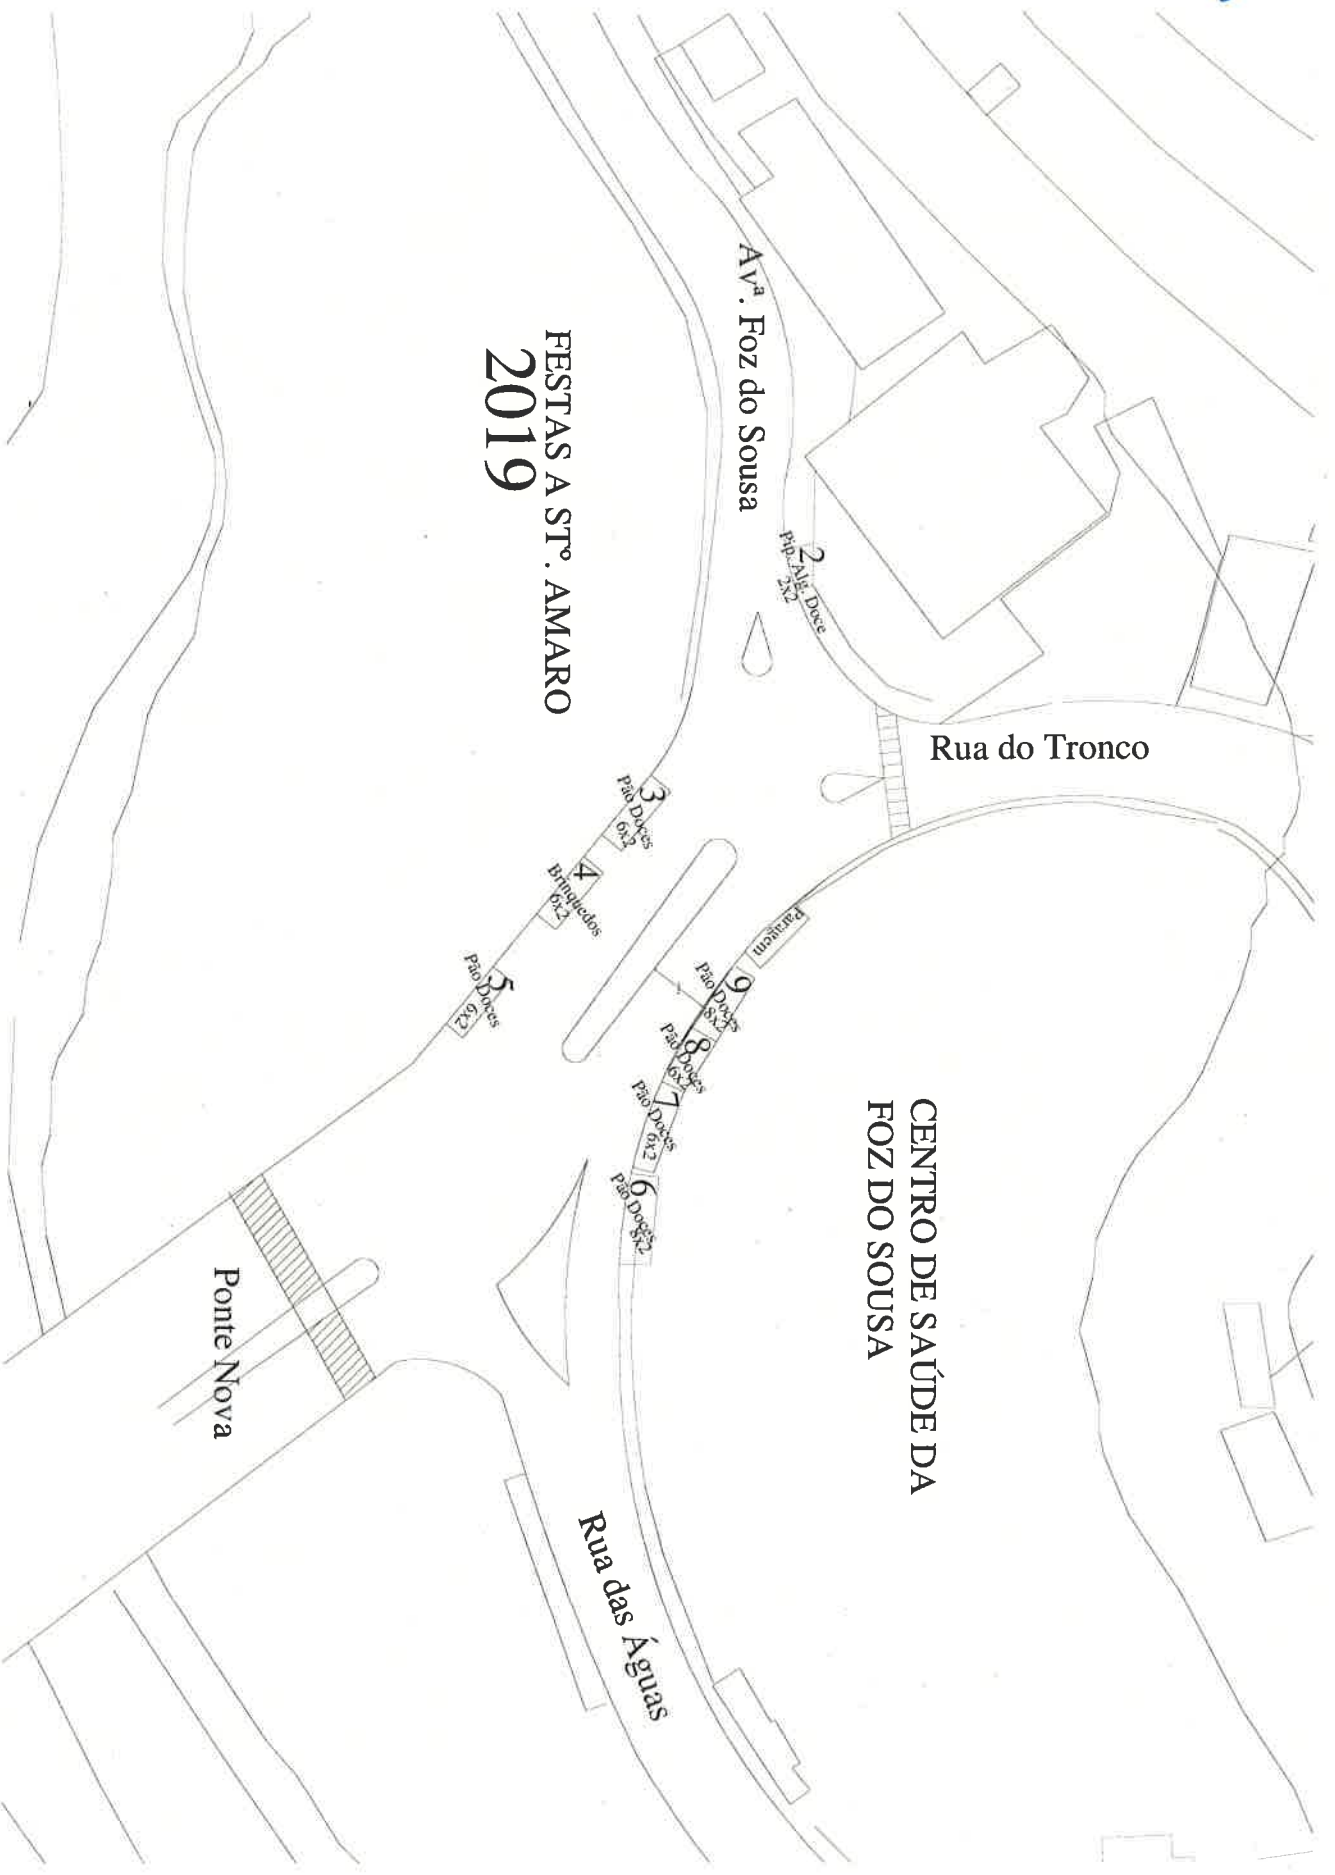 Rua do Tronco
Avª. Foz do Sousa
2
Pip. Alg. Doce
2x2
FESTAS A STº. AMARO
2019
3
Pão Doces
6x2
4
Brinquedos
6x2
5
Pão Doces
6x2
Paragem
9
Pão Doces
8x2
8
Pão Doces
6x2
7
Pão Doces
6x2
6
Pão Doces
8x2
CENTRO DE SAÚDE DA
FOZ DO SOUSA
Ponte Nova
Rua das Águas